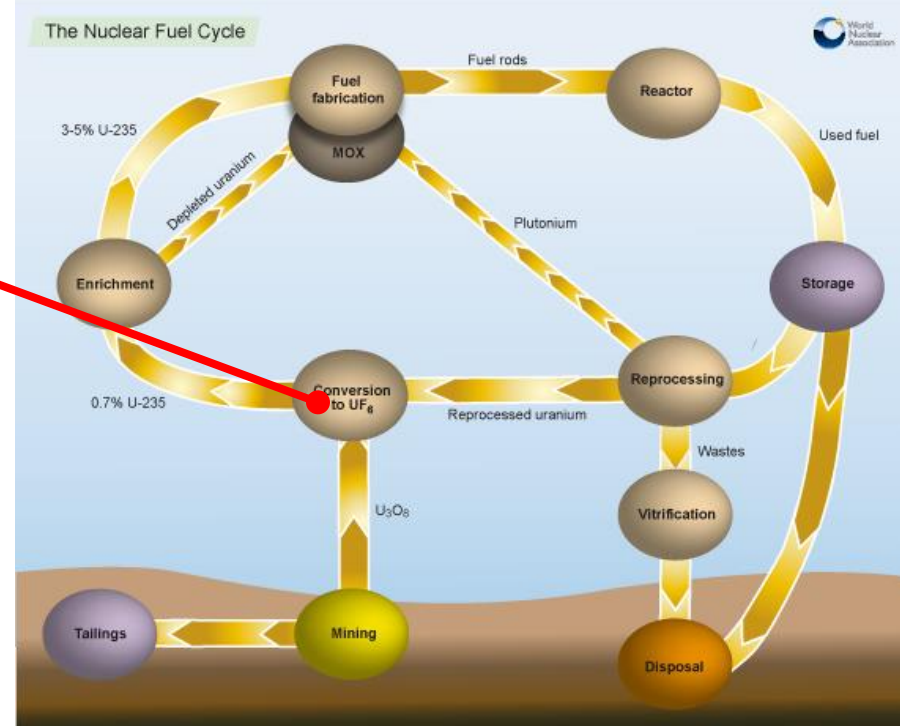 The Nuclear Fuel Cycle
World
Nuclear
Association
Fuel rods
Fuel
fabrication
Reactor
3-5% U-235
MOX
Used fuel
Depleted uranium
Plutonium
Enrichment
Storage
Reprocessing
Conversion
to UF₆
0.7% U-235
Reprocessed uranium
Wastes
U₃O₈
Vitrification
Tailings
Mining
Disposal